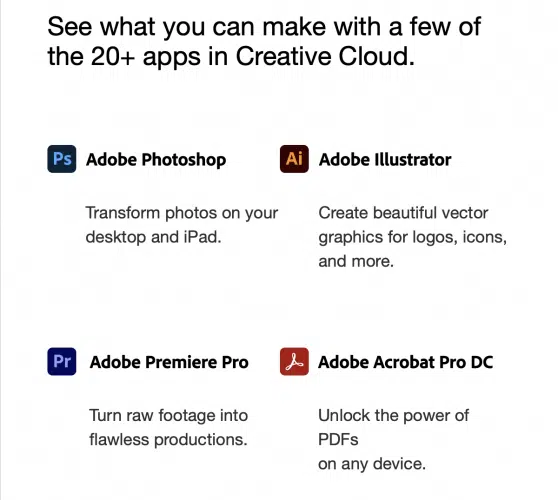 See what you can make with a few of
the 20+ apps in Creative Cloud.
Ps Adobe Photoshop
Transform photos on your
desktop and iPad.
Ai Adobe Illustrator
Create beautiful vector
graphics for logos, icons,
and more.
Pr Adobe Premiere Pro
Turn raw footage into
flawless productions.
Adobe Acrobat Pro DC
Unlock the power of
PDFs
on any device.